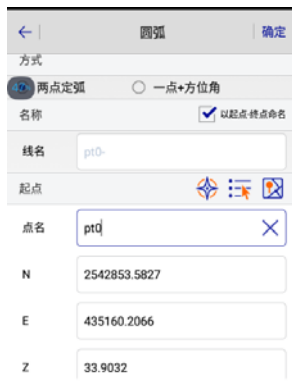 圆弧 确定
方式
两点定弧 一点+方位角
名称 以起点-终点命名
线名 pt0-
起点
点名 pt0
N 2542853.5827
E 435160.2066
Z 33.9032